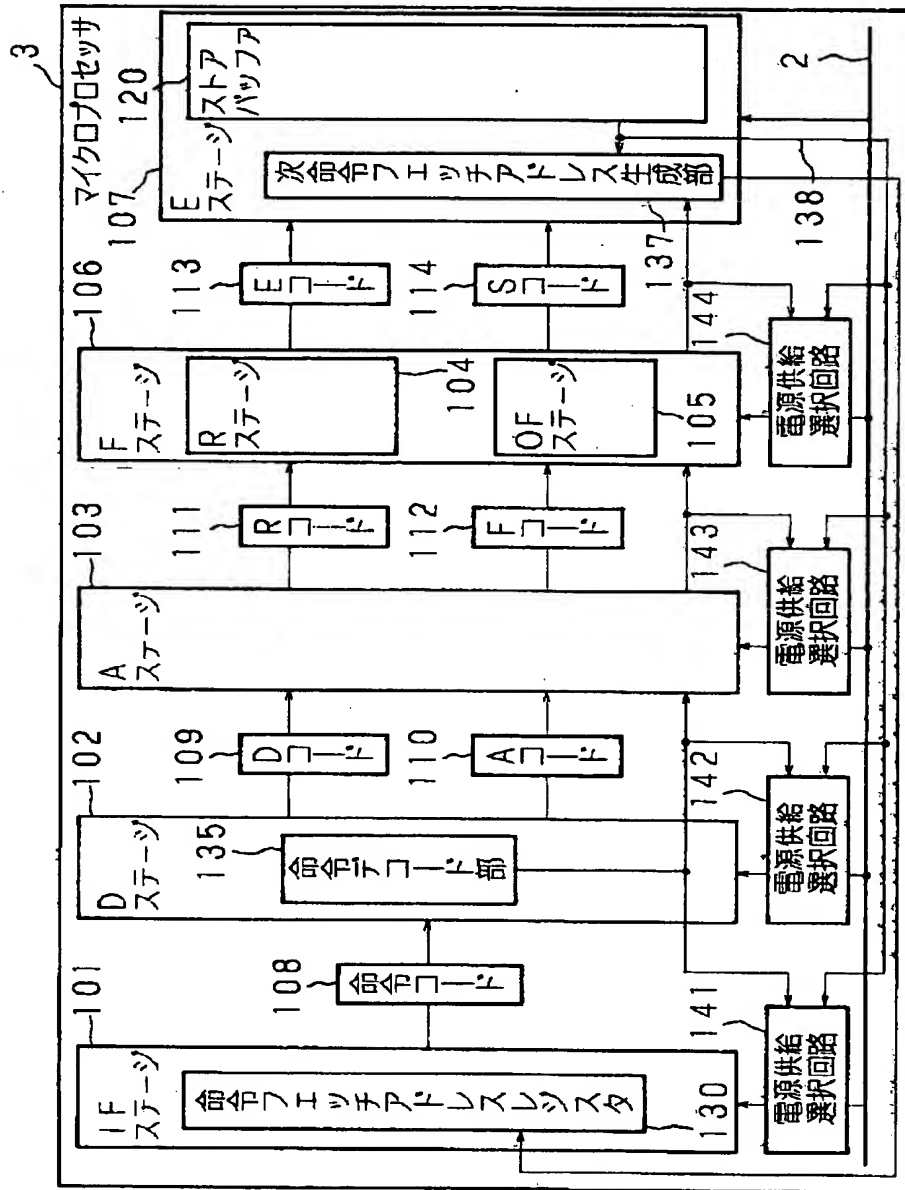 3
マイクロプロセッサ
101
IF
ステージ
命令フェッチアドレスレジスタ
130
108
命令コード
102
D
ステージ
135
命令デコード部
109
Dコード
110
Aコード
103
A
ステージ
111
Rコード
112
Fコード
106
F
ステージ
R
ステージ
104
OF
ステージ
105
113
Eコード
114
Sコード
107
E
ステージ
120
ストア
バッファ
次命令フェッチアドレス生成部
137
138
2
141
電源供給
選択回路
142
電源供給
選択回路
143
電源供給
選択回路
144
電源供給
選択回路